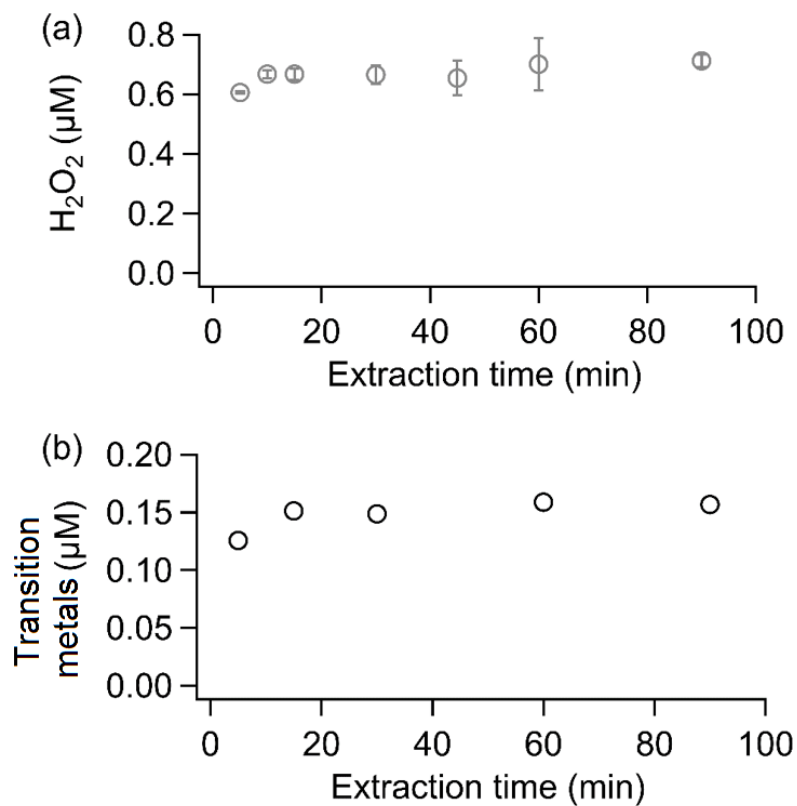 (a)
H₂O₂ (µM)
0.8
0.6
0.4
0.2
0.0
0 20 40 60 80 100
Extraction time (min)
(b)
Transition
metals (µM)
0.20
0.15
0.10
0.05
0.00
0 20 40 60 80 100
Extraction time (min)